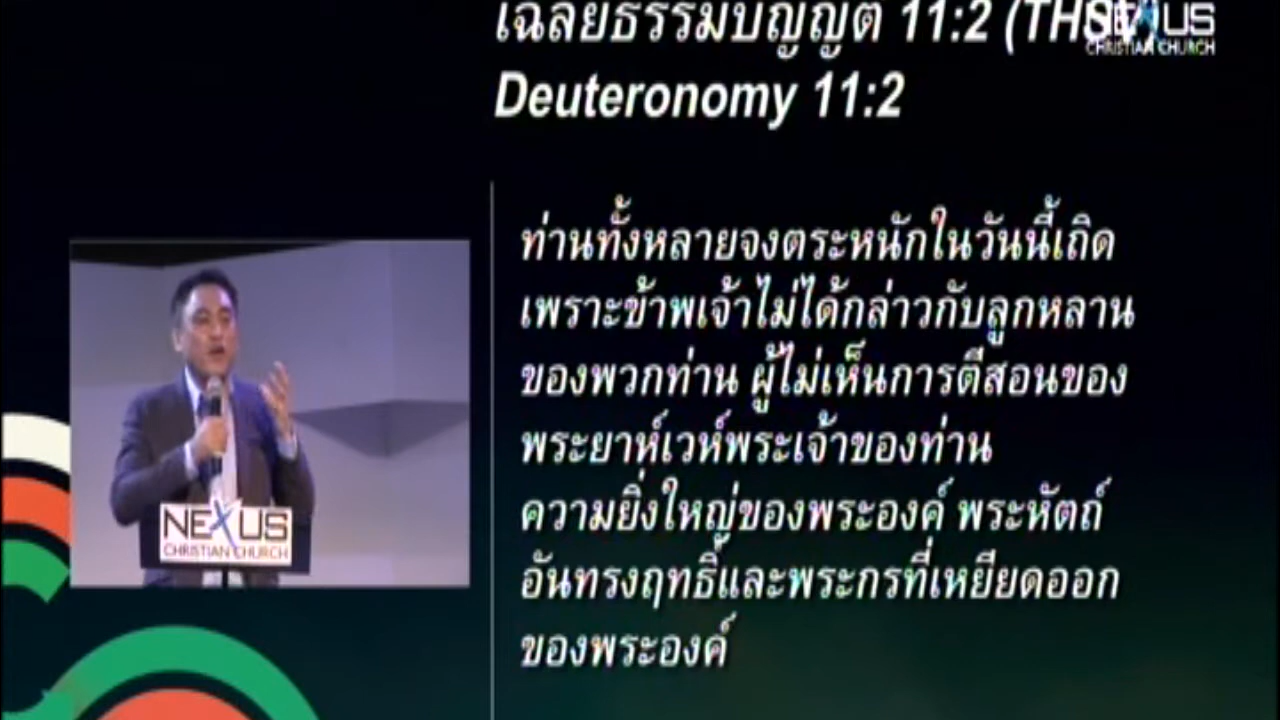 เฉลยธรรมบัญญัติ 11:2 (THSV)
Deuteronomy 11:2
NEXUS
CHRISTIAN CHURCH
ท่านทั้งหลายจงตระหนักในวันนี้เถิด
เพราะข้าพเจ้าไม่ได้กล่าวกับลูกหลาน
ของพวกท่าน ผู้ไม่เห็นการตีสอนของ
พระยาห์เวห์พระเจ้าของท่าน
ความยิ่งใหญ่ของพระองค์ พระหัตถ์
อันทรงฤทธิ์และพระกรที่เหยียดออก
ของพระองค์
NEXUS
CHRISTIAN CHURCH